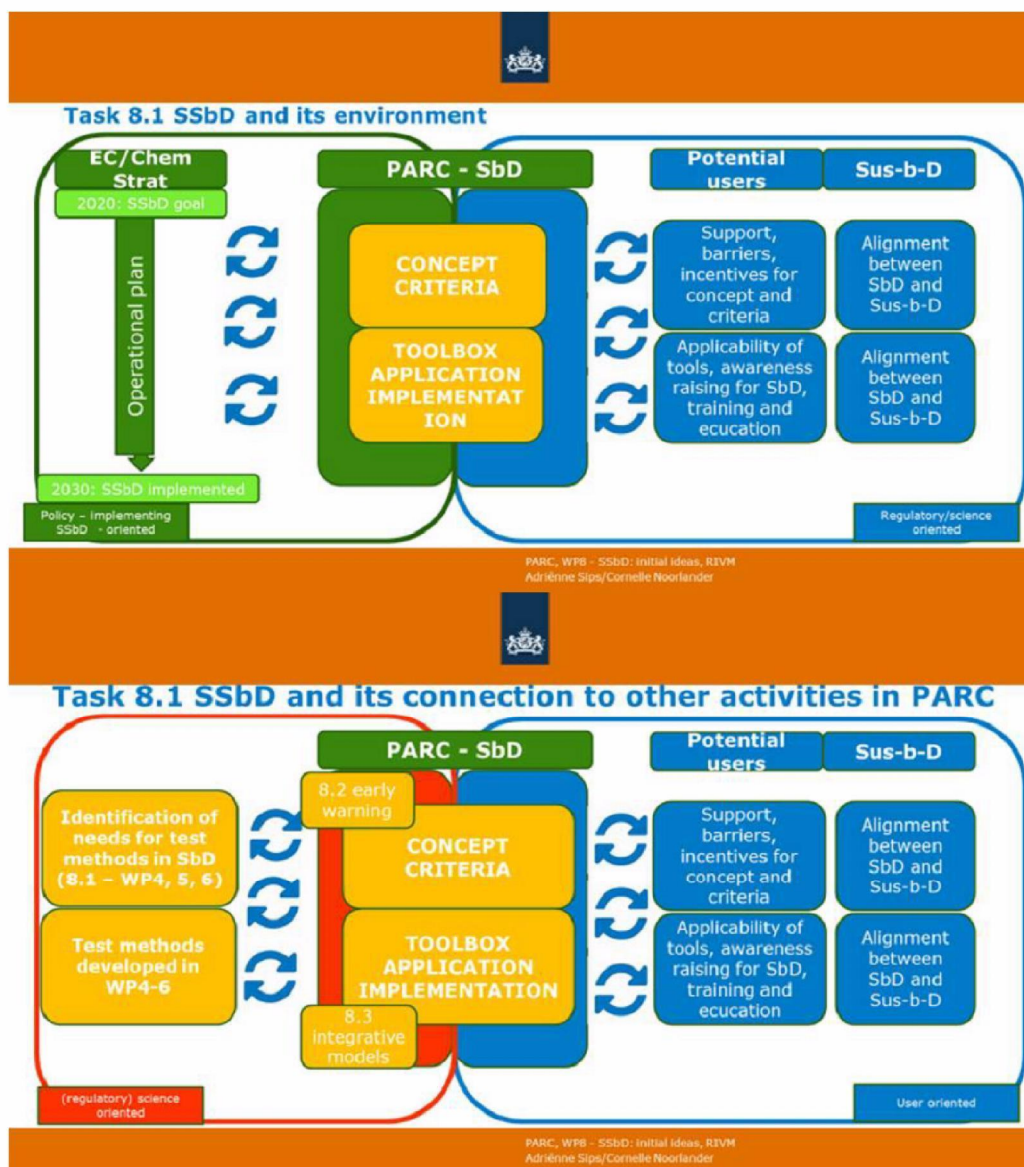 Task 8.1 SSbD and its environment
EC/Chem
Strat
2020: SSbD goal
Operational plan
2030: SSbD implemented
Policy – implementing
SSbD - oriented
PARC - SbD
CONCEPT
CRITERIA
TOOLBOX
APPLICATION
IMPLEMENTAT
ION
Potential
users
Support,
barriers,
incentives for
concept and
criteria
Applicability of
tools, awareness
raising for SbD,
training and
ecucation
Sus-b-D
Alignment
between
SbD and
Sus-b-D
Alignment
between
SbD and
Sus-b-D
Regulatory/science
oriented
PARC, WP8 - SSbD: initial ideas, RIVM
Adriënne Sips/Cornelle Noorlander
Task 8.1 SSbD and its connection to other activities in PARC
Identification of
needs for test
methods in SbD
(8.1 – WP4, 5, 6)
Test methods
developed in
WP4-6
(regulatory) science
oriented
PARC - SbD
8.2 early
warning
CONCEPT
CRITERIA
TOOLBOX
APPLICATION
IMPLEMENTATION
8.3
integrative
models
Potential
users
Support,
barriers,
incentives for
concept and
criteria
Applicability of
tools, awareness
raising for SbD,
training and
ecucation
Sus-b-D
Alignment
between
SbD and
Sus-b-D
Alignment
between
SbD and
Sus-b-D
User oriented
PARC, WP8 - SSbD: initial ideas, RIVM
Adriënne Sips/Cornelle Noorlander